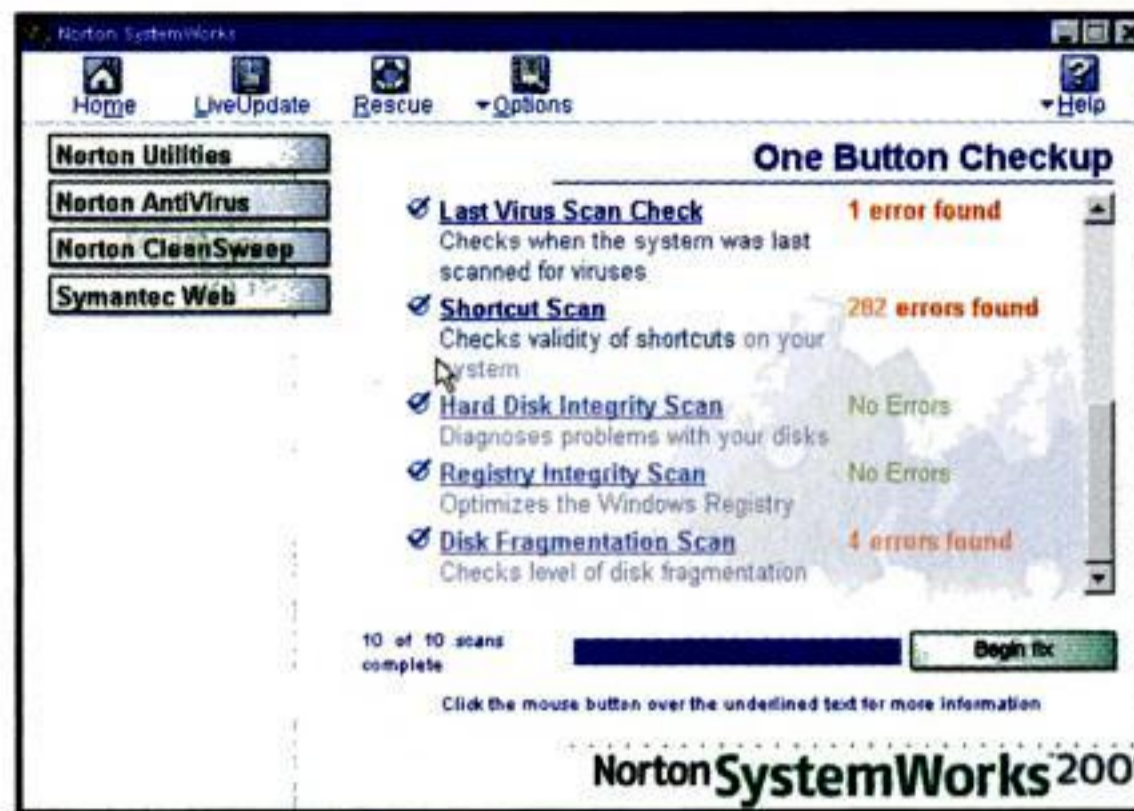 Norton SystemWorks
Home LiveUpdate Rescue Options Help
Norton Utilities
Norton AntiVirus
Norton CleanSweep
Symantec Web
One Button Checkup
Last Virus Scan Check 1 error found
Checks when the system was last
scanned for viruses
Shortcut Scan 282 errors found
Checks validity of shortcuts on your
system
Hard Disk Integrity Scan No Errors
Diagnoses problems with your disks
Registry Integrity Scan No Errors
Optimizes the Windows Registry
Disk Fragmentation Scan 4 errors found
Checks level of disk fragmentation
10 of 10 scans
complete
Begin fix
Click the mouse button over the underlined text for more information
Norton SystemWorks 200